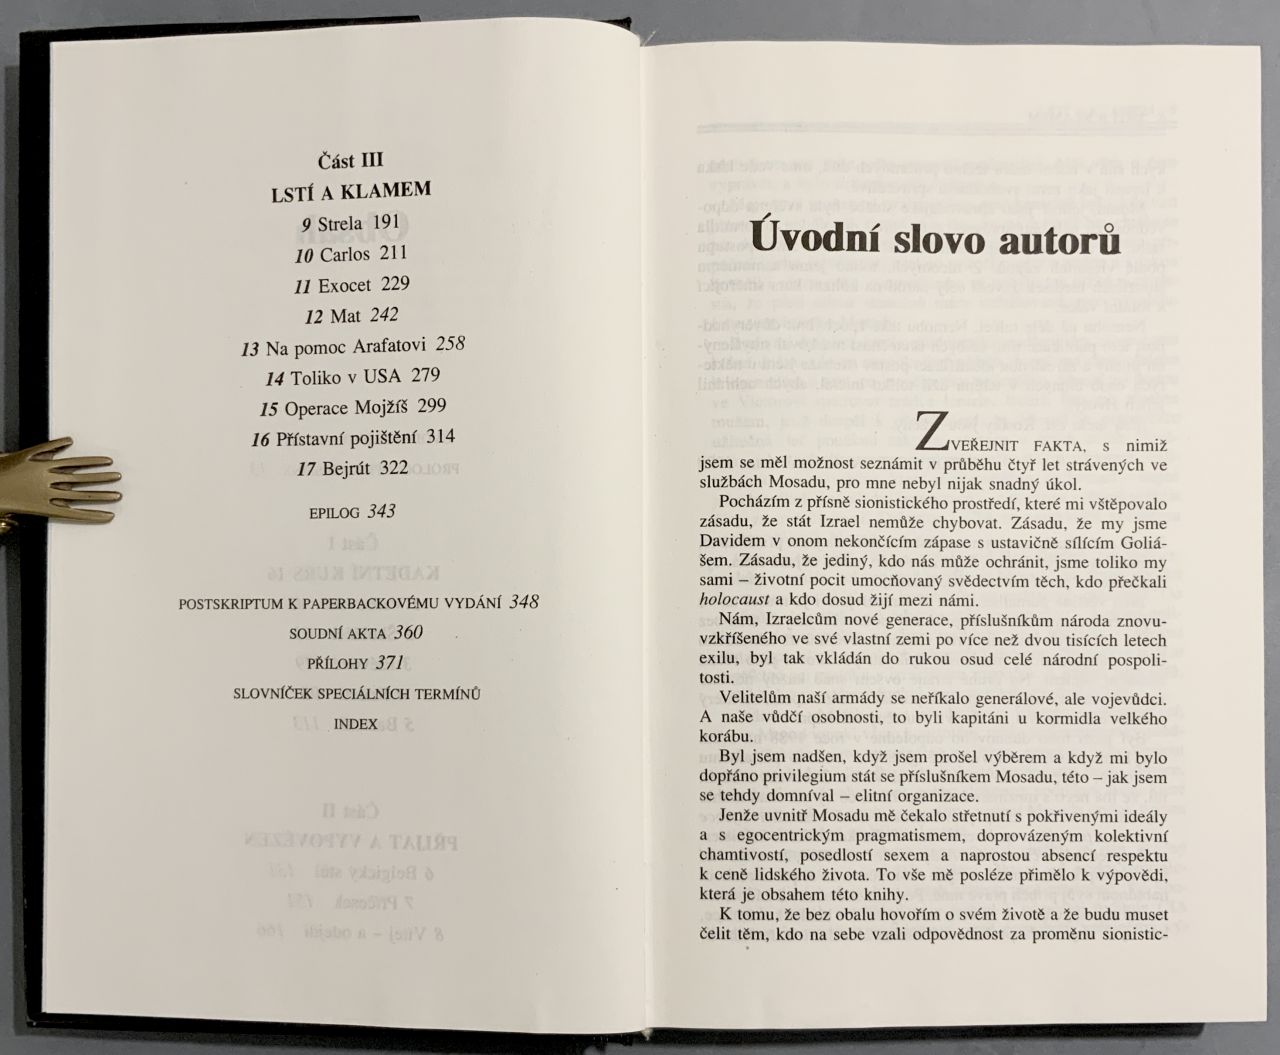 Část III
LSTÍ A KLAMEM
9 Strela 191
10 Carlos 211
11 Exocet 229
12 Mat 242
13 Na pomoc Arafatovi 258
14 Toliko v USA 279
15 Operace Mojžíš 299
16 Přístavní pojištění 314
17 Bejrút 322
EPILOG 343
POSTSKRIPTUM K PAPERBACKOVÉMU VYDÁNÍ 348
SOUDNÍ AKTA 360
PŘÍLOHY 371
SLOVNÍČEK SPECIÁLNÍCH TERMÍNŮ
INDEX
Úvodní slovo autorů
ZVEŘEJNIT FAKTA, s nimiž
jsem se měl možnost seznámit v průběhu čtyř let strávených ve
službách Mosadu, pro mne nebyl nijak snadný úkol.
Pocházím z přísně sionistického prostředí, které mi vštěpovalo
zásadu, že stát Izrael nemůže chybovat. Zásadu, že my jsme
Davidem v onom nekončícím zápase s ustavičně sílícím Goliá-
šem. Zásadu, že jediný, kdo nás může ochránit, jsme toliko my
sami – životní pocit umocňovaný svědectvím těch, kdo přečkali
holocaust a kdo dosud žijí mezi námi.
Nám, Izraelcům nové generace, příslušníkům národa znovu-
vzkříšeného ve své vlastní zemi po více než dvou tisících letech
exilu, byl tak vkládán do rukou osud celé národní pospoli-
tosti.
Velitelům naší armády se neříkalo generálové, ale vojevůdci.
A naše vůdčí osobnosti, to byli kapitáni u kormidla velkého
korábu.
Byl jsem nadšen, když jsem prošel výběrem a když mi bylo
dopřáno privilegium stát se příslušníkem Mosadu, této – jak jsem
se tehdy domníval – elitní organizace.
Jenže uvnitř Mosadu mě čekalo střetnutí s pokřivenými ideály
a s egocentrickým pragmatismem, doprovázeným kolektivní
chamtivostí, posedlostí sexem a naprostou absencí respektu
k ceně lidského života. To vše mě posléze přimělo k výpovědi,
která je obsahem této knihy.
K tomu, že bez obalu hovořím o svém životě a že budu muset
čelit těm, kdo na sebe vzali odpovědnost za proměnu sionistic-